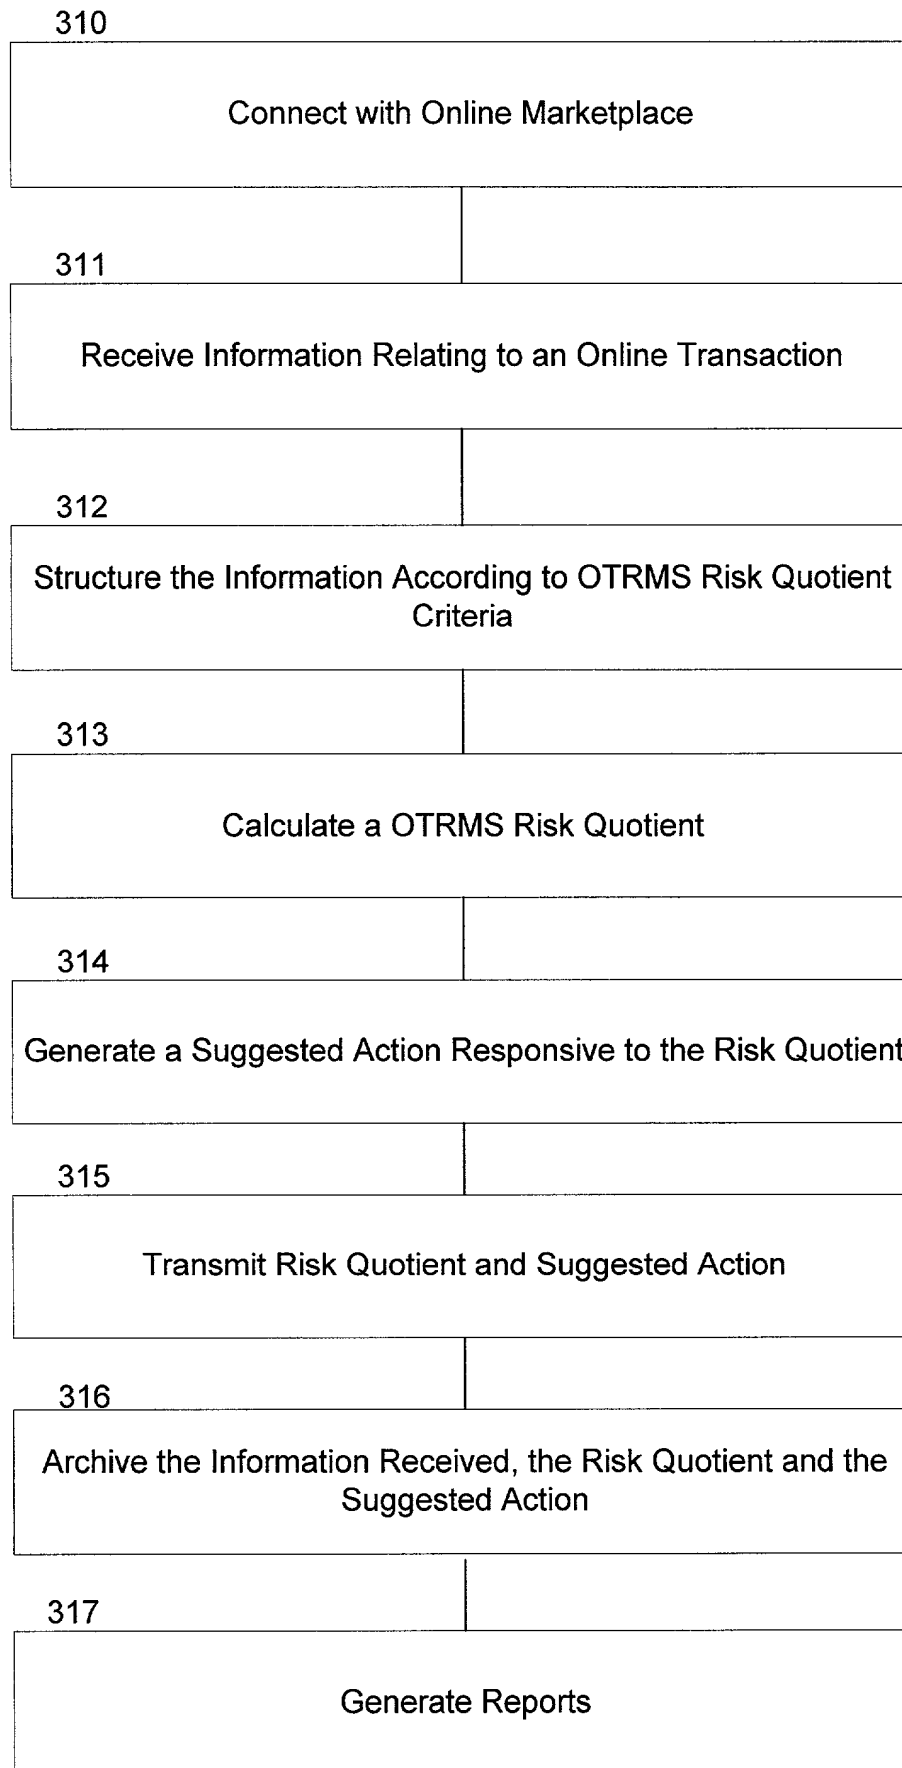 310
Connect with Online Marketplace
311
Receive Information Relating to an Online Transaction
312
Structure the Information According to OTRMS Risk Quotient
Criteria
313
Calculate a OTRMS Risk Quotient
314
Generate a Suggested Action Responsive to the Risk Quotient
315
Transmit Risk Quotient and Suggested Action
316
Archive the Information Received, the Risk Quotient and the
Suggested Action
317
Generate Reports